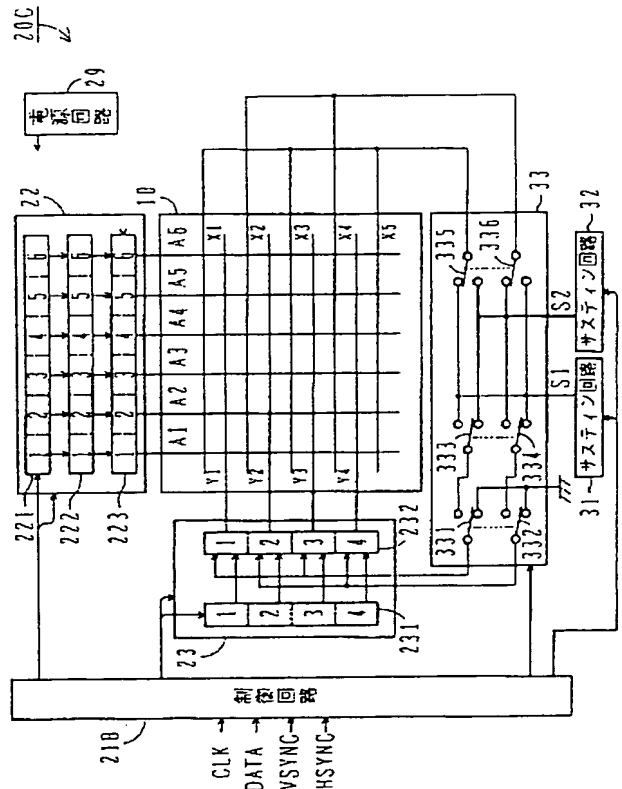 20C
電源回路
29
22
221
1 2 3 4 5 6
222
1 2 3 4 5 6
223
1 2 3 4 5 6
10
A1 A2 A3 A4 A5 A6
X1
Y1
X2
Y2
X3
Y3
X4
Y4
X5
232
1
2
3
4
231
1
2
3
4
23
制御回路
21B
CLK
DATA
VSYNC
HSYNC
33
331
332
333
334
335
336
S1
S2
31
サスティン回路
32
サスティン回路